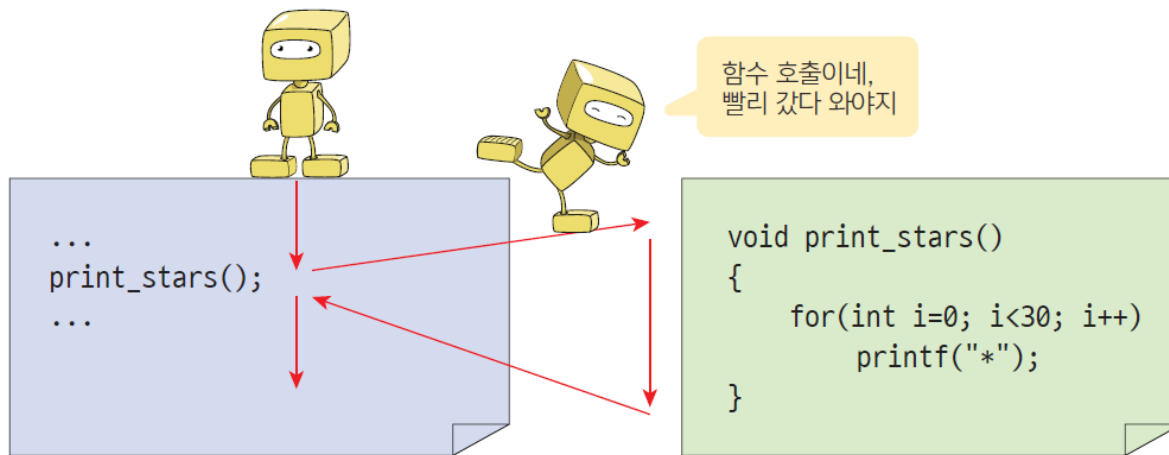 함수 호출이네,
빨리 갔다 와야지
...
print_stars();
...
void print_stars()
{
for(int i=0; i<30; i++)
printf("*");
}